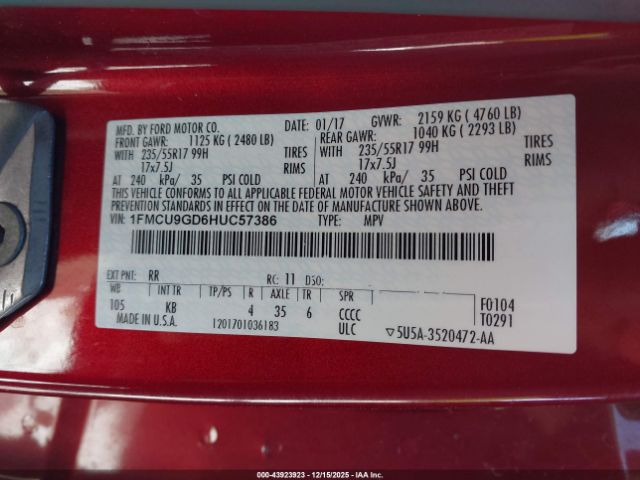 MFD. BY FORD MOTOR CO. DATE: 01/17 GVWR: 2159 KG ( 4760 LB)
FRONT GAWR: 1125 KG ( 2480 LB) REAR GAWR: 1040 KG ( 2293 LB)
WITH 235/55R17 99H TIRES WITH 235/55R17 99H TIRES
17x7.5J RIMS 17x7.5J RIMS
AT 240 kPa/ 35 PSI COLD AT 240 kPa/ 35 PSI COLD
THIS VEHICLE CONFORMS TO ALL APPLICABLE FEDERAL MOTOR VEHICLE SAFETY AND THEFT
PREVENTION STANDARDS IN EFFECT ON THE DATE OF MANUFACTURE SHOWN ABOVE.
VIN: 1FMCU9GD6HUC57386 TYPE: MPV
EXT PNT: RR RC: 11 DSO:
WB INT TR TP/PS R AXLE TR SPR F0104
105 KB 4 35 6 CCCC T0291
MADE IN U.S.A. 1201701036183 ULC ▽5U5A-3520472-AA
000-43923923 - 12/15/2025 - IAA Inc.